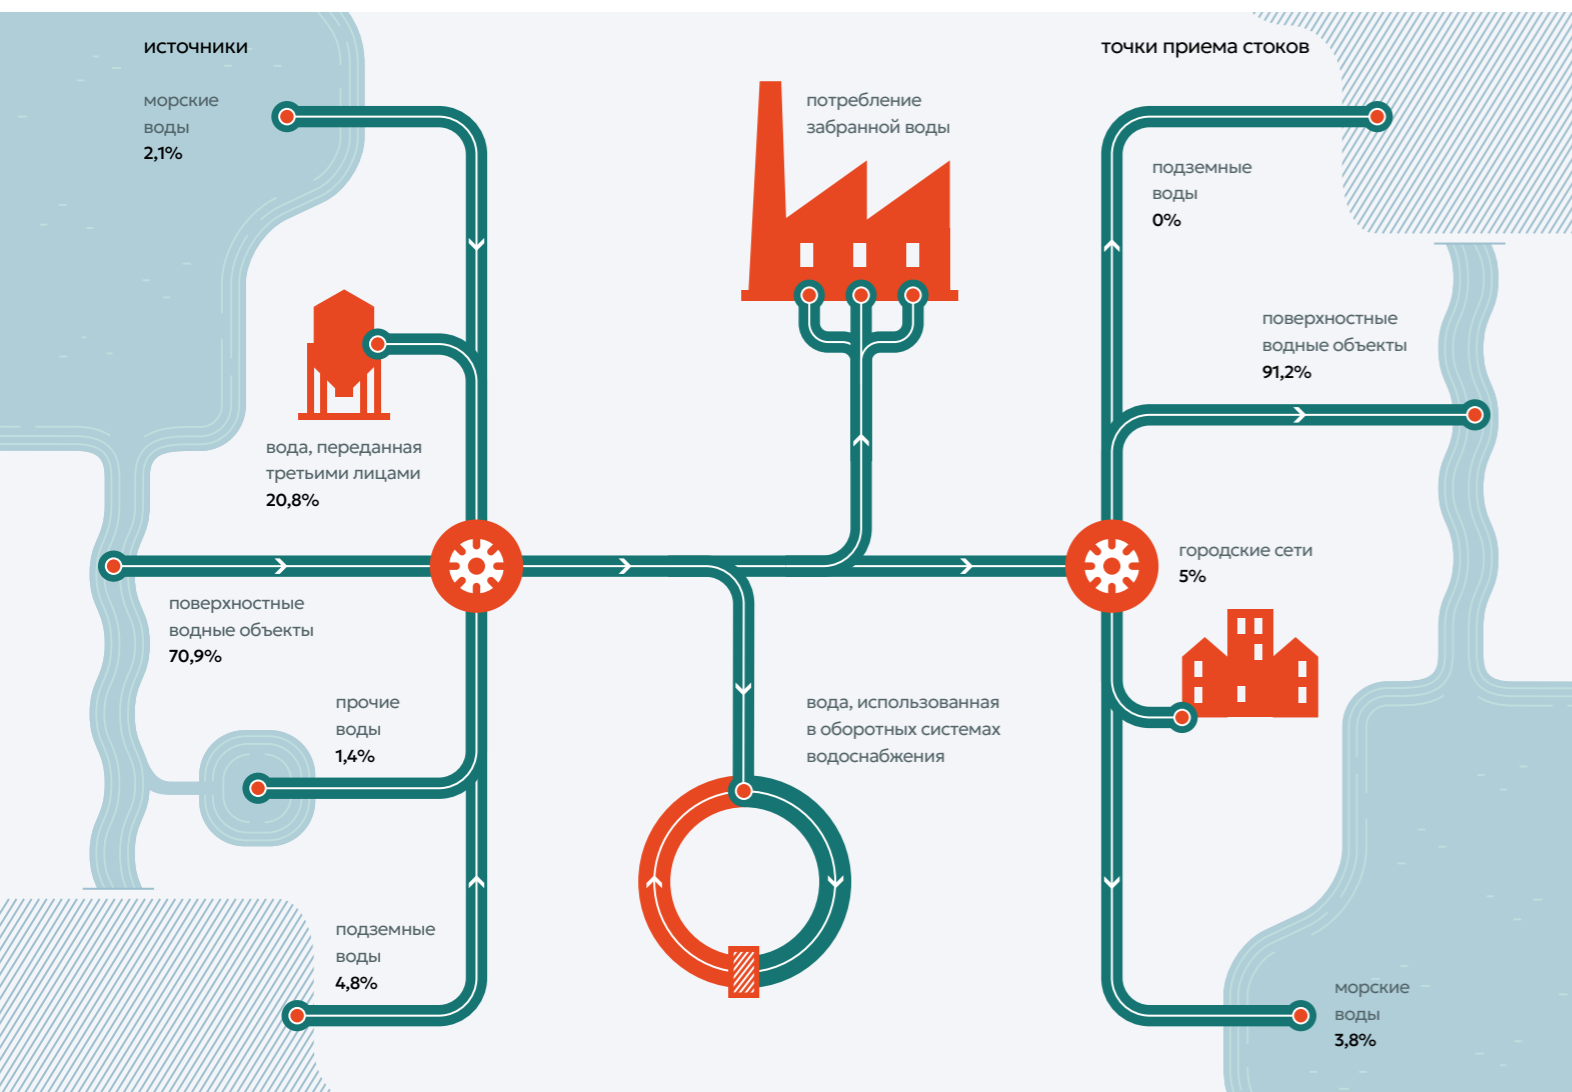 источники
морские
воды
2,1%
вода, переданная
третьими лицами
20,8%
поверхностные
водные объекты
70,9%
прочие
воды
1,4%
подземные
воды
4,8%
потребление
забранной воды
вода, использованная
в оборотных системах
водоснабжения
точки приема стоков
подземные
воды
0%
поверхностные
водные объекты
91,2%
городские сети
5%
морские
воды
3,8%